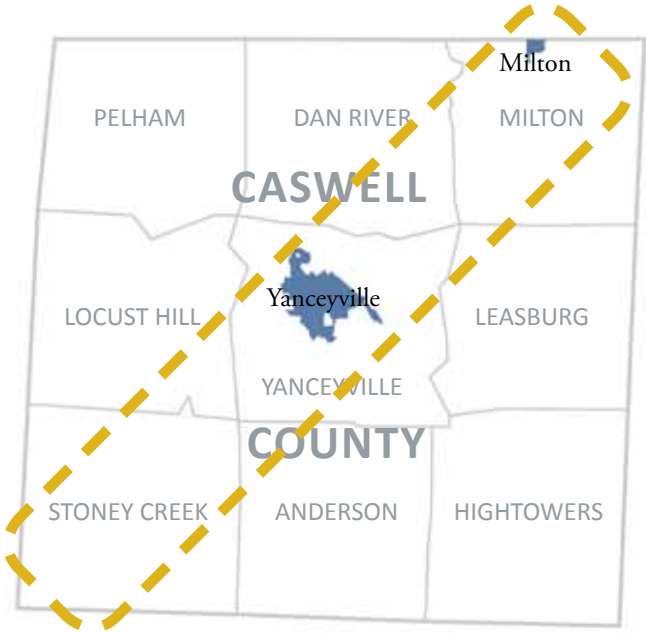 Milton
PELHAM
DAN RIVER
MILTON
CASWELL
Yanceyville
LOCUST HILL
LEASBURG
YANCEYVILLE
COUNTY
STONEY CREEK
ANDERSON
HIGHTOWERS